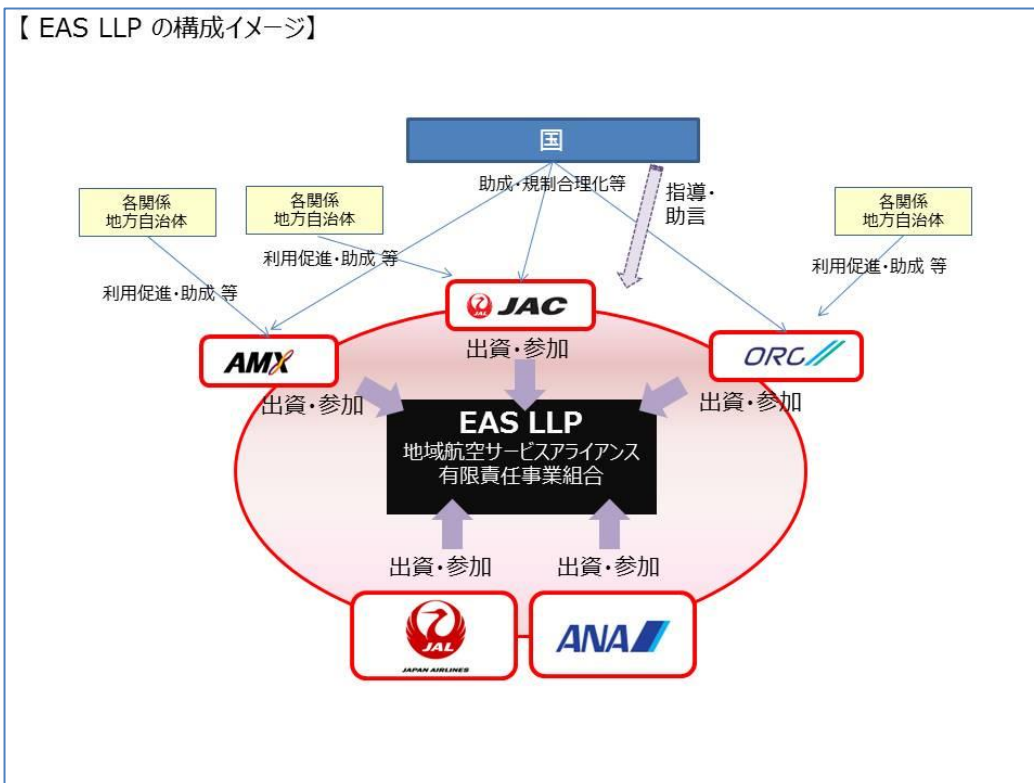 【 EAS LLP の構成イメージ】
国
助成・規制合理化等
指導・
助言
各関係
地方自治体
各関係
地方自治体
各関係
地方自治体
利用促進・助成 等
利用促進・助成 等
利用促進・助成 等
JAL JAC
AMX
ORC
出資・参加
出資・参加
出資・参加
EAS LLP
地域航空サービスアライアンス
有限責任事業組合
出資・参加
出資・参加
JAL
JAPAN AIRLINES
ANA